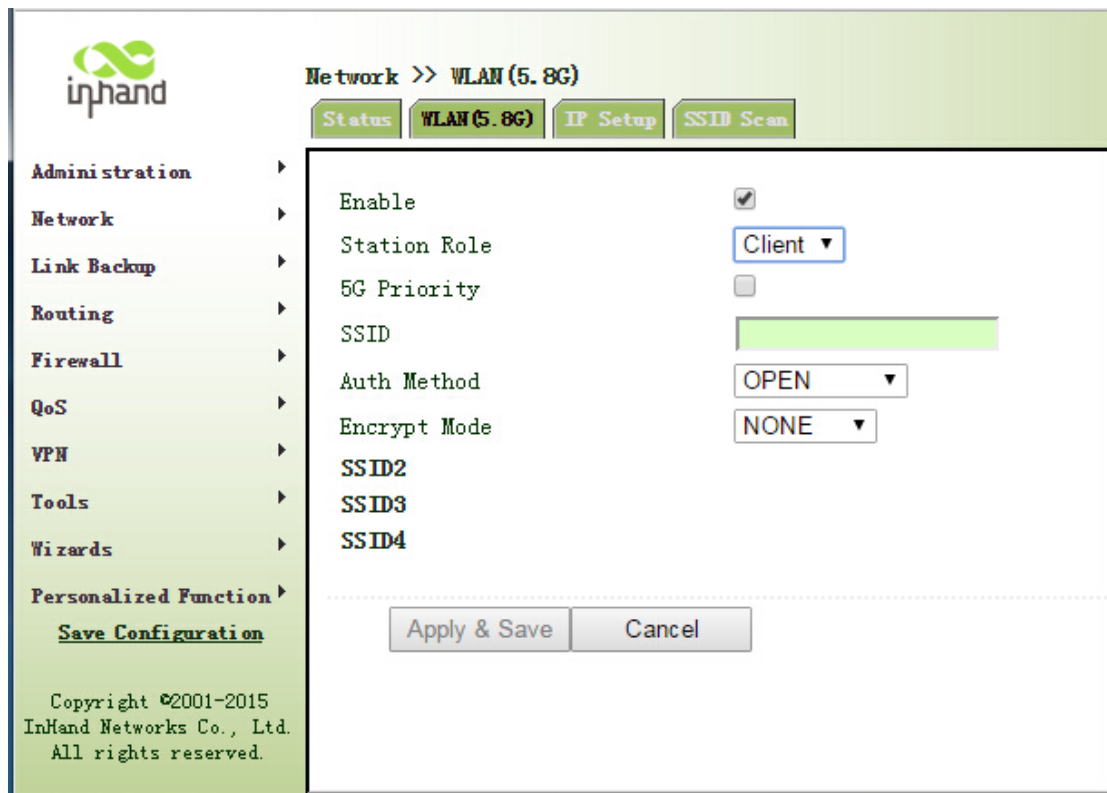 inhand
Network >> WLAN(5.8G)
Status WLAN(5.8G) IP Setup SSID Scan
Administration
Network
Link Backup
Routing
Firewall
QoS
VPN
Tools
Wizards
Personalized Function
Save Configuration
Copyright ©2001-2015
InHand Networks Co., Ltd.
All rights reserved.
Enable
Station Role Client
5G Priority
SSID
Auth Method OPEN
Encrypt Mode NONE
SSID2
SSID3
SSID4
Apply & Save Cancel